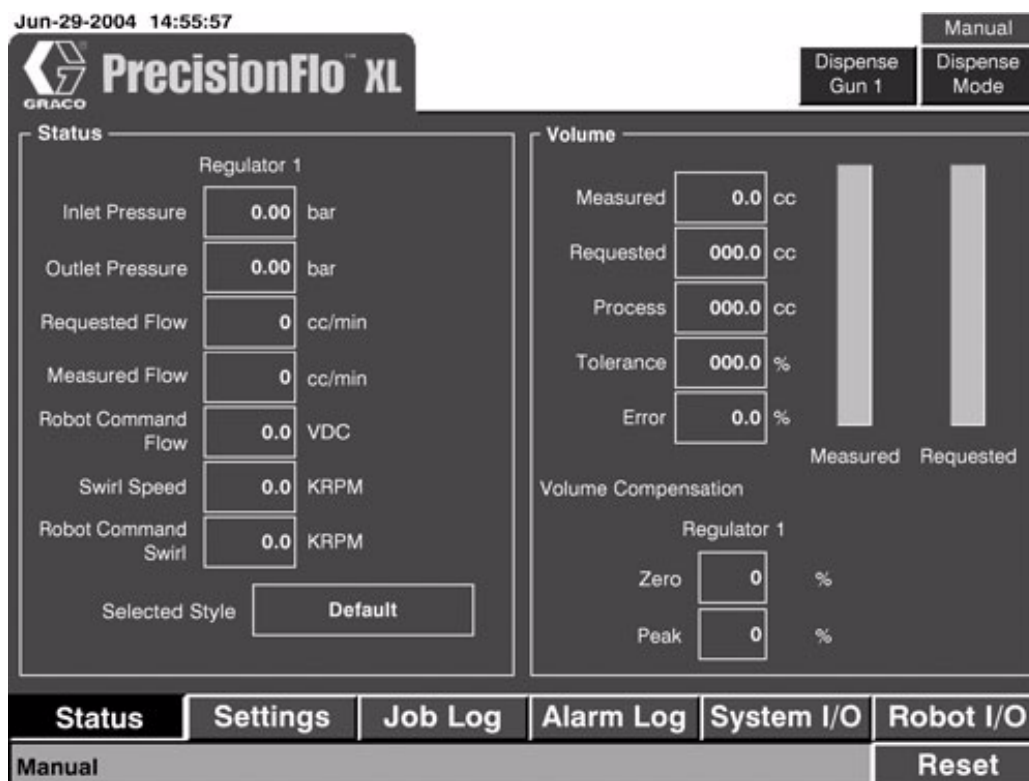 Jun-29-2004 14:55:57
Manual
GRACO
PrecisionFlo™ XL
Dispense
Gun 1
Dispense
Mode
Status
Regulator 1
Inlet Pressure 0.00 bar
Outlet Pressure 0.00 bar
Requested Flow 0 cc/min
Measured Flow 0 cc/min
Robot Command
Flow 0.0 VDC
Swirl Speed 0.0 KRPM
Robot Command
Swirl 0.0 KRPM
Selected Style Default
Volume
Measured 0.0 cc
Requested 000.0 cc
Process 000.0 cc
Tolerance 000.0 %
Error 0.0 %
Measured Requested
Volume Compensation
Regulator 1
Zero 0 %
Peak 0 %
Status Settings Job Log Alarm Log System I/O Robot I/O
Manual Reset